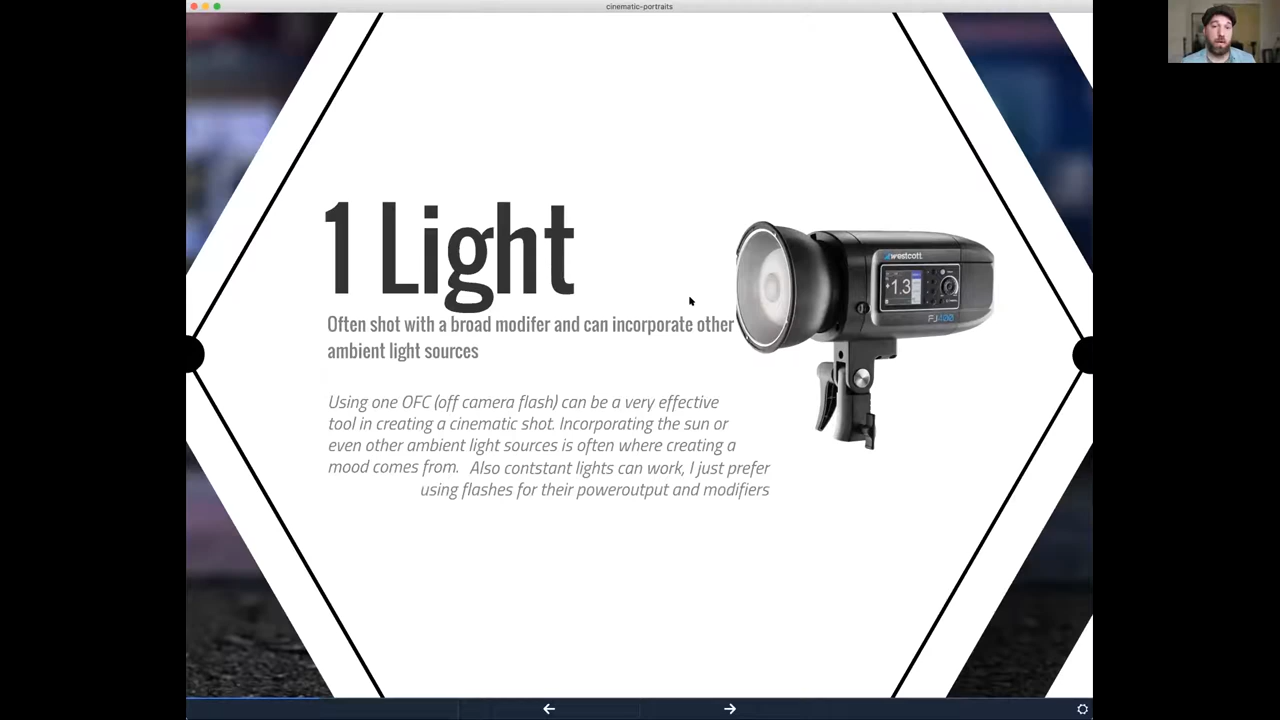 cinematic-portraits
1 Light
Often shot with a broad modifer and can incorporate other
ambient light sources
Using one OFC (off camera flash) can be a very effective
tool in creating a cinematic shot. Incorporating the sun or
even other ambient light sources is often where creating a
mood comes from. Also contstant lights can work, I just prefer
using flashes for their poweroutput and modifiers
westcott
1.3
FJ400